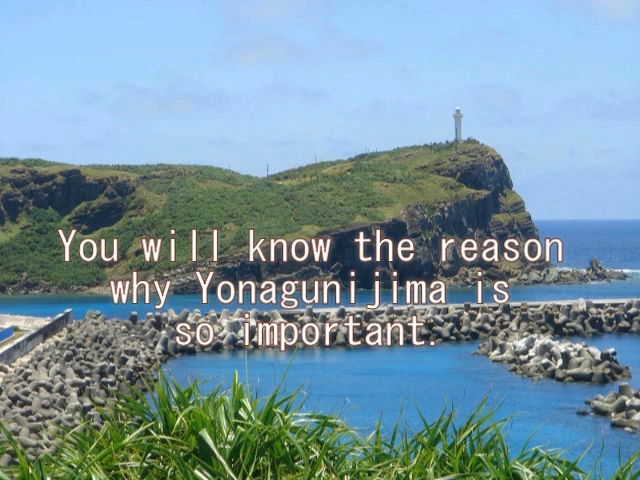 You will know the reason
why Yonagunijima is
so important.